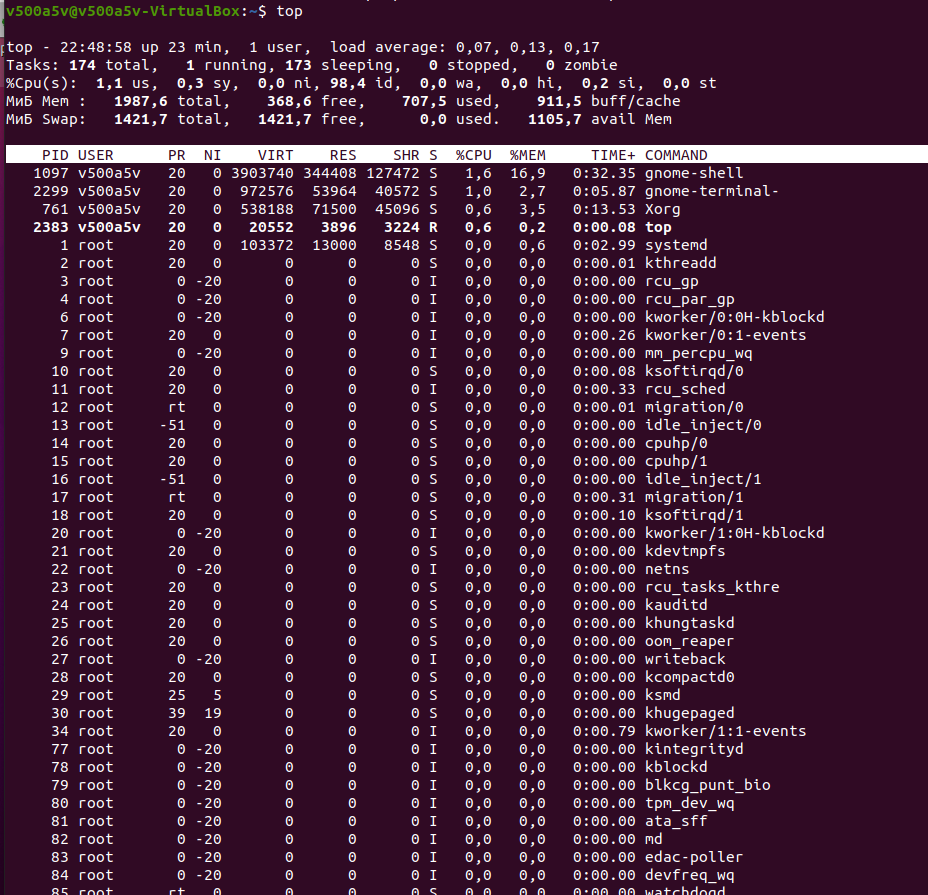 v500a5v@v500a5v-VirtualBox:~$ top
top - 22:48:58 up 23 min,  1 user,  load average: 0,07, 0,13, 0,17
Tasks: 174 total,   1 running, 173 sleeping,   0 stopped,   0 zombie
%Cpu(s):  1,1 us,  0,3 sy,  0,0 ni, 98,4 id,  0,0 wa,  0,0 hi,  0,2 si,  0,0 st
МиБ Mem :   1987,6 total,    368,6 free,    707,5 used,    911,5 buff/cache
МиБ Swap:   1421,7 total,   1421,7 free,      0,0 used.   1105,7 avail Mem
PID USER      PR  NI    VIRT    RES    SHR S  %CPU  %MEM     TIME+ COMMAND
1097 v500a5v   20   0 3903740 344408 127472 S   1,6  16,9   0:32.35 gnome-shell
2299 v500a5v   20   0  972576  53964  40572 S   1,0   2,7   0:05.87 gnome-terminal-
761 v500a5v   20   0  538188  71500  45096 S   0,6   3,5   0:13.53 Xorg
2383 v500a5v   20   0   20552   3896   3224 R   0,6   0,2   0:00.08 top
1 root      20   0  103372  13000   8548 S   0,0   0,6   0:02.99 systemd
2 root      20   0       0      0      0 S   0,0   0,0   0:00.01 kthreadd
3 root       0 -20       0      0      0 I   0,0   0,0   0:00.00 rcu_gp
4 root       0 -20       0      0      0 I   0,0   0,0   0:00.00 rcu_par_gp
6 root       0 -20       0      0      0 I   0,0   0,0   0:00.00 kworker/0:0H-kblockd
7 root      20   0       0      0      0 I   0,0   0,0   0:00.26 kworker/0:1-events
9 root       0 -20       0      0      0 I   0,0   0,0   0:00.00 mm_percpu_wq
10 root      20   0       0      0      0 S   0,0   0,0   0:00.08 ksoftirqd/0
11 root      20   0       0      0      0 I   0,0   0,0   0:00.33 rcu_sched
12 root      rt   0       0      0      0 S   0,0   0,0   0:00.01 migration/0
13 root     -51   0       0      0      0 S   0,0   0,0   0:00.00 idle_inject/0
14 root      20   0       0      0      0 S   0,0   0,0   0:00.00 cpuhp/0
15 root      20   0       0      0      0 S   0,0   0,0   0:00.00 cpuhp/1
16 root     -51   0       0      0      0 S   0,0   0,0   0:00.00 idle_inject/1
17 root      rt   0       0      0      0 S   0,0   0,0   0:00.31 migration/1
18 root      20   0       0      0      0 S   0,0   0,0   0:00.10 ksoftirqd/1
20 root       0 -20       0      0      0 I   0,0   0,0   0:00.00 kworker/1:0H-kblockd
21 root      20   0       0      0      0 S   0,0   0,0   0:00.00 kdevtmpfs
22 root       0 -20       0      0      0 I   0,0   0,0   0:00.00 netns
23 root      20   0       0      0      0 S   0,0   0,0   0:00.00 rcu_tasks_kthre
24 root      20   0       0      0      0 S   0,0   0,0   0:00.00 kauditd
25 root      20   0       0      0      0 S   0,0   0,0   0:00.00 khungtaskd
26 root      20   0       0      0      0 S   0,0   0,0   0:00.00 oom_reaper
27 root       0 -20       0      0      0 I   0,0   0,0   0:00.00 writeback
28 root      20   0       0      0      0 S   0,0   0,0   0:00.00 kcompactd0
29 root      25   5       0      0      0 S   0,0   0,0   0:00.00 ksmd
30 root      39  19       0      0      0 S   0,0   0,0   0:00.00 khugepaged
34 root      20   0       0      0      0 I   0,0   0,0   0:00.79 kworker/1:1-events
77 root       0 -20       0      0      0 I   0,0   0,0   0:00.00 kintegrityd
78 root       0 -20       0      0      0 I   0,0   0,0   0:00.00 kblockd
79 root       0 -20       0      0      0 I   0,0   0,0   0:00.00 blkcg_punt_bio
80 root       0 -20       0      0      0 I   0,0   0,0   0:00.00 tpm_dev_wq
81 root       0 -20       0      0      0 I   0,0   0,0   0:00.00 ata_sff
82 root       0 -20       0      0      0 I   0,0   0,0   0:00.00 md
83 root       0 -20       0      0      0 I   0,0   0,0   0:00.00 edac-poller
84 root       0 -20       0      0      0 I   0,0   0,0   0:00.00 devfreq_wq
85 root      rt   0       0      0      0 S   0,0   0,0   0:00.00 watchdogd